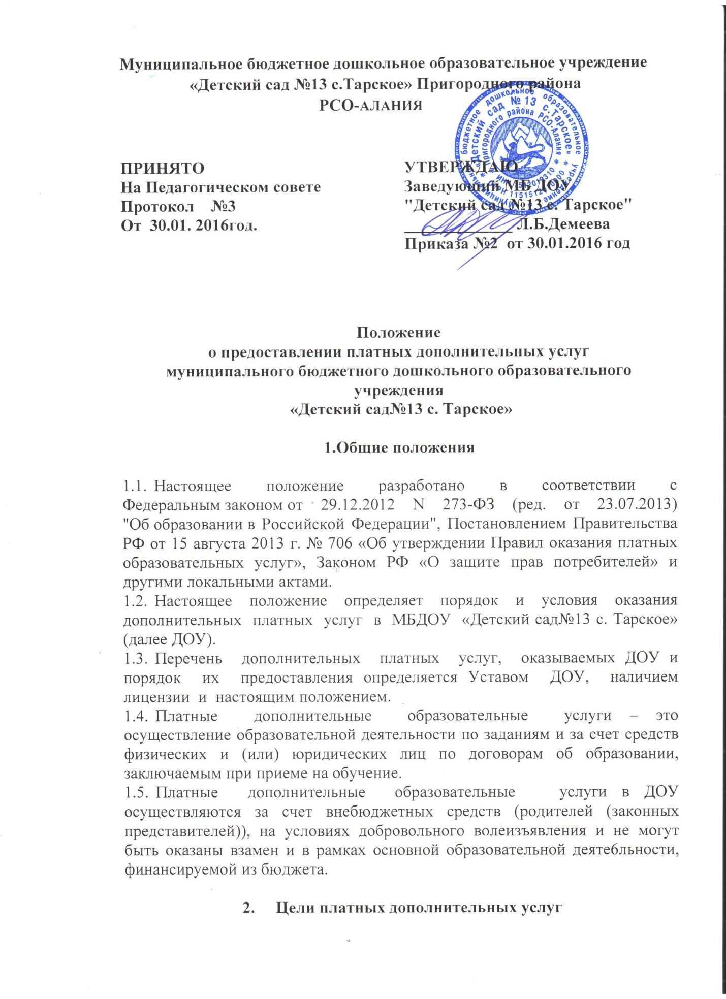 Муниципальное бюджетное дошкольное образовательное учреждение
«Детский сад №13 с.Тарское» Пригородного района
РСО-АЛАНИЯ
бюджетное дошкольное образовательное учреждение
«Детский сад №13 с.Тарское»
Пригородного района РСО-Алания
ПРИНЯТО
На Педагогическом совете
Протокол №3
От 30.01. 2016год.
УТВЕРЖДАЮ
Заведующий МБ ДОУ
"Детский сад №13 с. Тарское"
Л.Б.Демеева
Приказа №2 от 30.01.2016 год
Положение
о предоставлении платных дополнительных услуг
муниципального бюджетного дошкольного образовательного
учреждения
«Детский сад№13 с. Тарское»
1.Общие положения
1.1. Настоящее положение разработано в соответствии с
Федеральным законом от 29.12.2012 N 273-ФЗ (ред. от 23.07.2013)
"Об образовании в Российской Федерации", Постановлением Правительства
РФ от 15 августа 2013 г. № 706 «Об утверждении Правил оказания платных
образовательных услуг», Законом РФ «О защите прав потребителей» и
другими локальными актами.
1.2. Настоящее положение определяет порядок и условия оказания
дополнительных платных услуг в МБДОУ «Детский сад№13 с. Тарское»
(далее ДОУ).
1.3. Перечень дополнительных платных услуг, оказываемых ДОУ и
порядок их предоставления определяется Уставом ДОУ, наличием
лицензии и настоящим положением.
1.4. Платные дополнительные образовательные услуги – это
осуществление образовательной деятельности по заданиям и за счет средств
физических и (или) юридических лиц по договорам об образовании,
заключаемым при приеме на обучение.
1.5. Платные дополнительные образовательные услуги в ДОУ
осуществляются за счет внебюджетных средств (родителей (законных
представителей)), на условиях добровольного волеизъявления и не могут
быть оказаны взамен и в рамках основной образовательной деяте6льности,
финансируемой из бюджета.
2. Цели платных дополнительных услуг